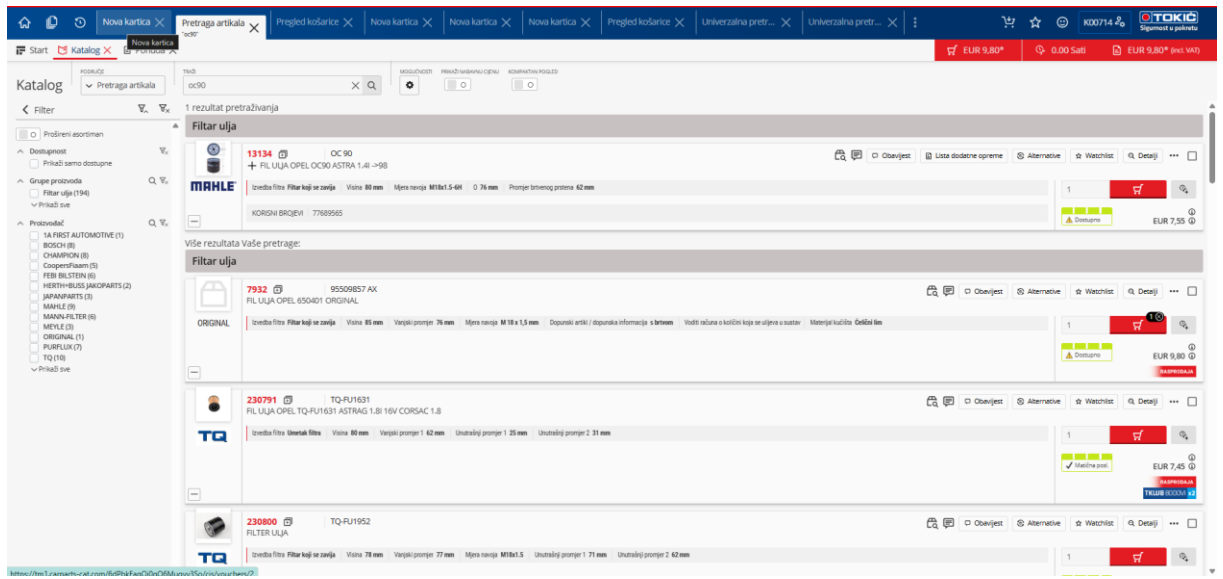 Nova kartica
Pretraga artikala
"oc90"
Pregled košarice
Nova kartica
Nova kartica
Nova kartica
Pregled košarice
Univerzalna pretr...
Univerzalna pretr...
K00714
TOKIĆ
Sigurnost u pokretu
Start
Katalog
Nova kartica
EUR 9,80*
0.00 Sati
EUR 9,80* (incl. VAT)
Katalog
PODRUČJE
Pretraga artikala
TRAŽI
oc90
MOGUĆNOSTI
PRIKAŽI NABAVNU CIJENU
KOMPAKTAN POGLED
Filter
Prošireni asortiman
Dostupnost
Prikaži samo dostupne
Grupe proizvoda
Filtar ulja (194)
Prikaži sve
Proizvođač
1A FIRST AUTOMOTIVE (1)
BOSCH (8)
CHAMPION (8)
CoopersFiaam (5)
FEBI BILSTEIN (6)
HERTH+BUSS JAKOPARTS (2)
JAPANPARTS (3)
MAHLE (9)
MANN-FILTER (6)
MEYLE (3)
ORIGINAL (1)
PURFLUX (7)
TQ (10)
Prikaži sve
1 rezultat pretraživanja
Filtar ulja
13134 OC 90
FIL ULJA OPEL OC90 ASTRA 1.4I ->98
Obavijest Lista dodatne opreme Alternative Watchlist Detalji
MAHLE
Izvedba filtra Filtar koji se zavija Visina 80 mm Mjera navoja M18x1.5-6H O 76 mm Promjer brtvenog prstena 62 mm
1
KORISNI BROJEVI 77689565
Dostupno
EUR 7,55
Više rezultata Vaše pretrage:
Filtar ulja
7932 95509857 AX
FIL ULJA OPEL 650401 ORGINAL
Obavijest Alternative Watchlist Detalji
ORIGINAL
Izvedba filtra Filtar koji se zavija Visina 85 mm Vanjski promjer 76 mm Mjera navoja M 18 x 1,5 mm Dopunski artikl / dopunska informacija s brtvom Voditi računa o količini koja se ulijeva u sustav Materijal kućišta Čelični lim
1
1
Dostupno
EUR 9,80
RASPRODAJA
230791 TQ-FU1631
FIL ULJA OPEL TQ-FU1631 ASTRAG 1.8I 16V CORSAC 1.8
Obavijest Alternative Watchlist Detalji
TQ
Izvedba filtra Umetak filtra Visina 80 mm Vanjski promjer 1 62 mm Unutrašnji promjer 1 25 mm Unutrašnji promjer 2 31 mm
1
Matična posl.
EUR 7,45
RASPRODAJA
TKLUB BODOVI x2
230800 TQ-FU1952
FILTER ULJA
Obavijest Alternative Watchlist Detalji
TQ
Izvedba filtra Filtar koji se zavija Visina 78 mm Vanjski promjer 77 mm Mjera navoja M18x1.5 Unutrašnji promjer 1 71 mm Unutrašnji promjer 2 62 mm
1